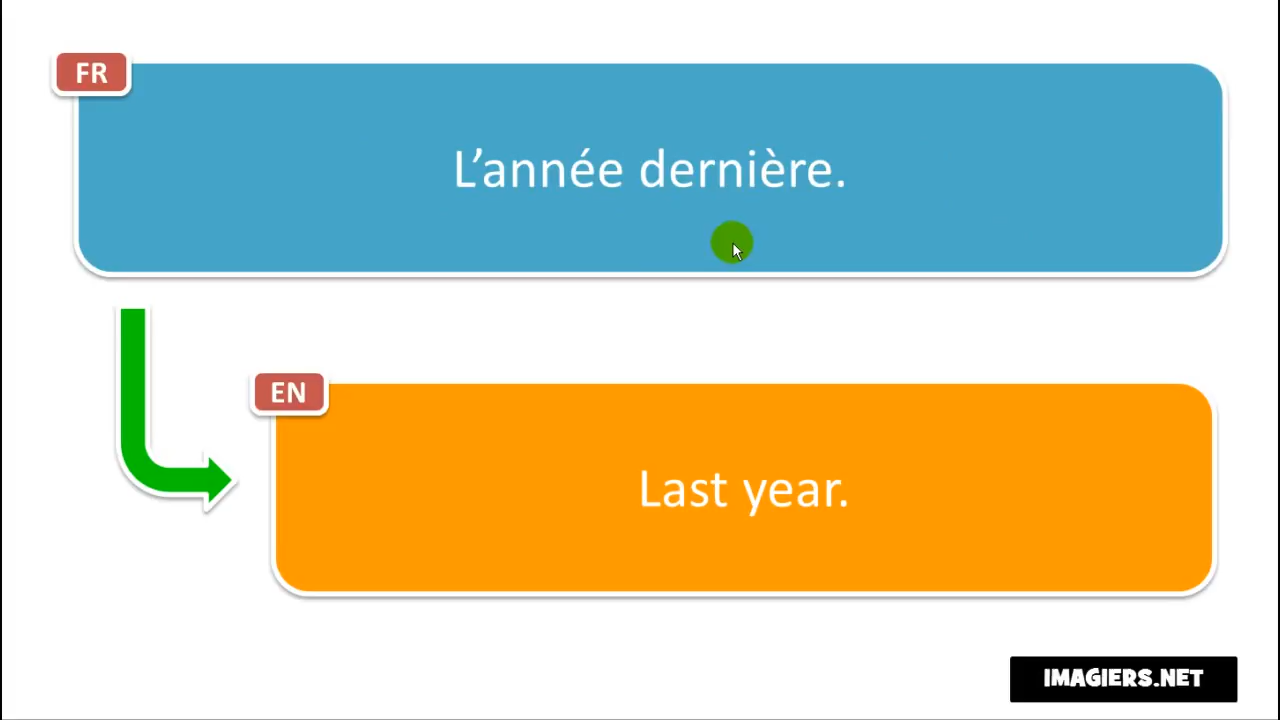 FR
L’année dernière.
EN
Last year.
IMAGIERS.NET